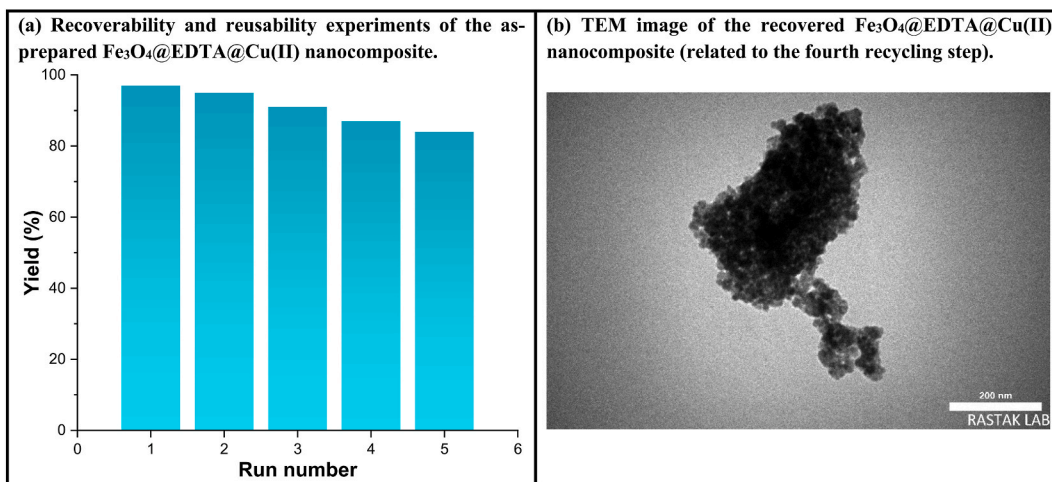 (a) Recoverability and reusability experiments of the as-
prepared Fe₃O₄@EDTA@Cu(II) nanocomposite.
100
80
60
40
20
0
Yield (%)
0 1 2 3 4 5 6
Run number
(b) TEM image of the recovered Fe₃O₄@EDTA@Cu(II)
nanocomposite (related to the fourth recycling step).
200 nm
RASTAK LAB